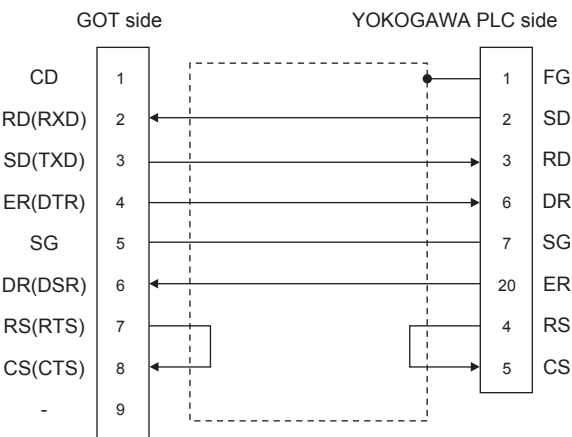 GOT side YOKOGAWA PLC side
CD 1 1 FG
RD(RXD) 2 2 SD
SD(TXD) 3 3 RD
ER(DTR) 4 6 DR
SG 5 7 SG
DR(DSR) 6 20 ER
RS(RTS) 7 4 RS
CS(CTS) 8 5 CS
- 9